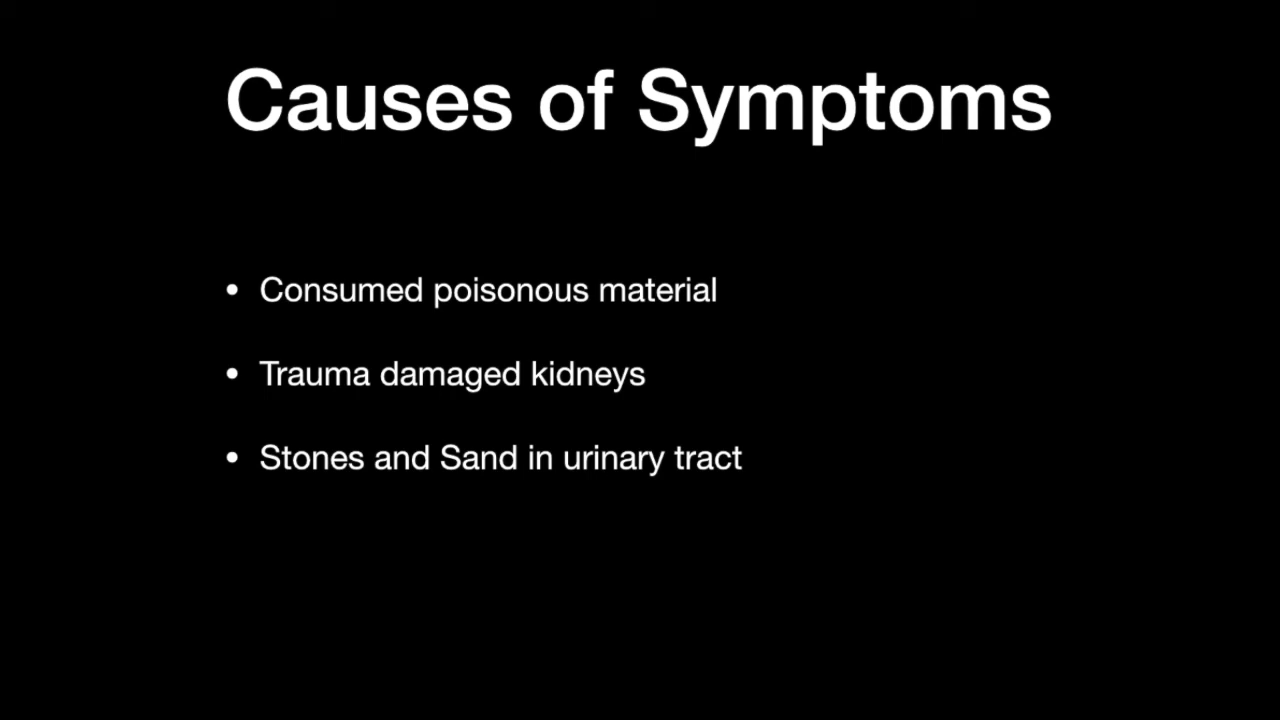 Causes of Symptoms
• Consumed poisonous material
• Trauma damaged kidneys
• Stones and Sand in urinary tract